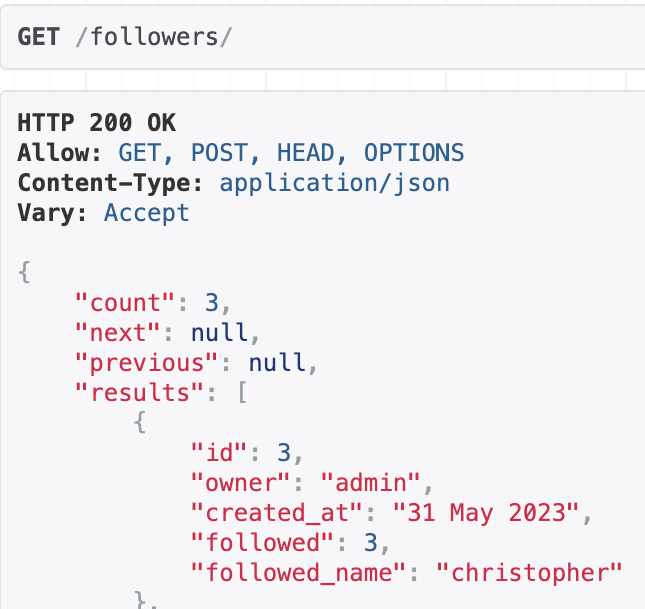 GET /followers/
HTTP 200 OK
Allow: GET, POST, HEAD, OPTIONS
Content-Type: application/json
Vary: Accept
{
"count": 3,
"next": null,
"previous": null,
"results": [
{
"id": 3,
"owner": "admin",
"created_at": "31 May 2023",
"followed": 3,
"followed_name": "christopher"
},